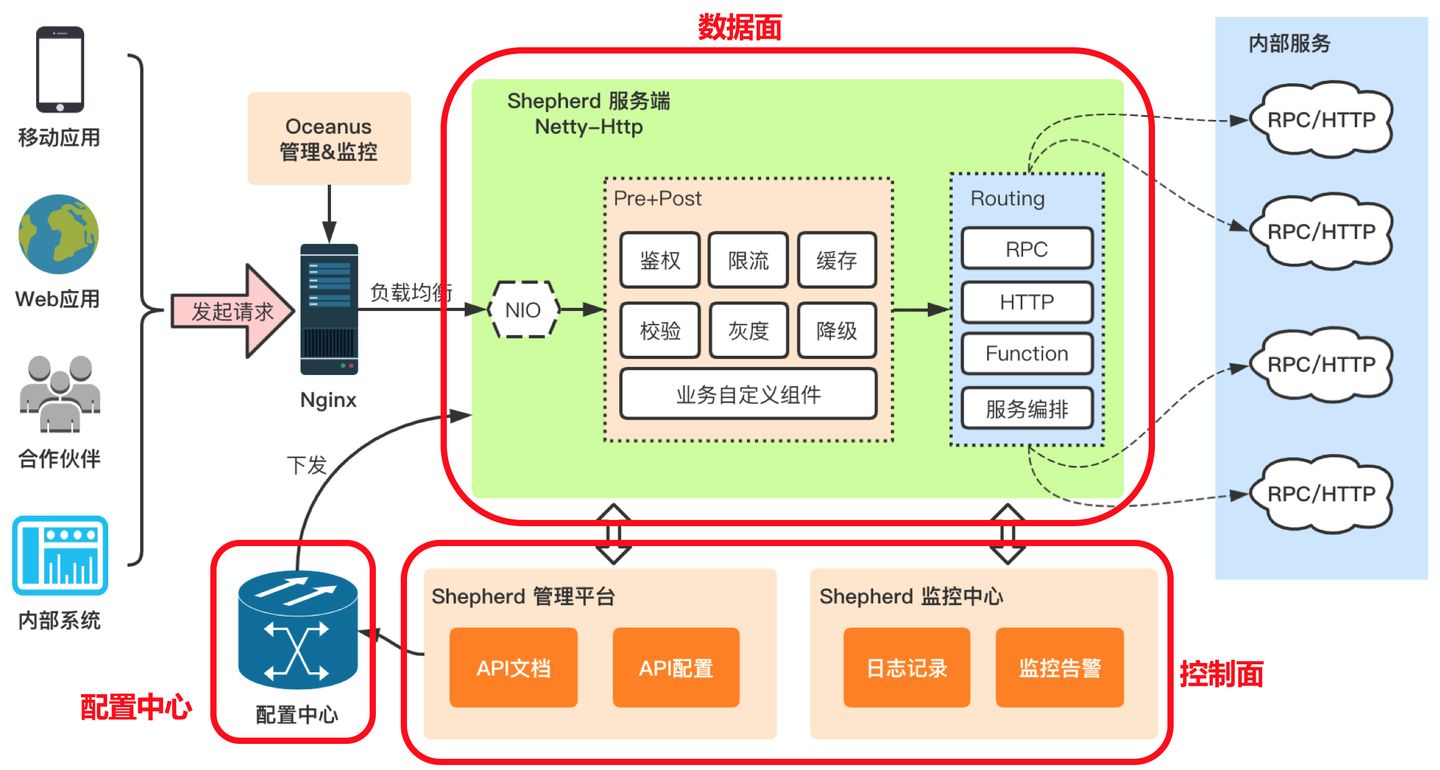 数据面
移动应用
Web应用
合作伙伴
内部系统
发起请求
Oceanus
管理&监控
Nginx
负载均衡
下发
Shepherd 服务端
Netty-Http
NIO
Pre+Post
鉴权
限流
缓存
校验
灰度
降级
业务自定义组件
Routing
RPC
HTTP
Function
服务编排
内部服务
RPC/HTTP
RPC/HTTP
RPC/HTTP
RPC/HTTP
配置中心
配置中心
Shepherd 管理平台
API文档
API配置
Shepherd 监控中心
日志记录
监控告警
控制面